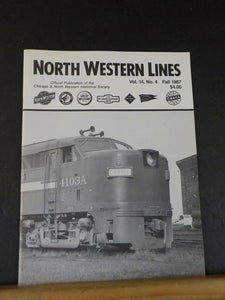 NORTH WESTERN LINES
Official Publication of the
Chicago & North Western Historical Society
Vol. 14, No. 4 Fall 1987
$4.00
4103A